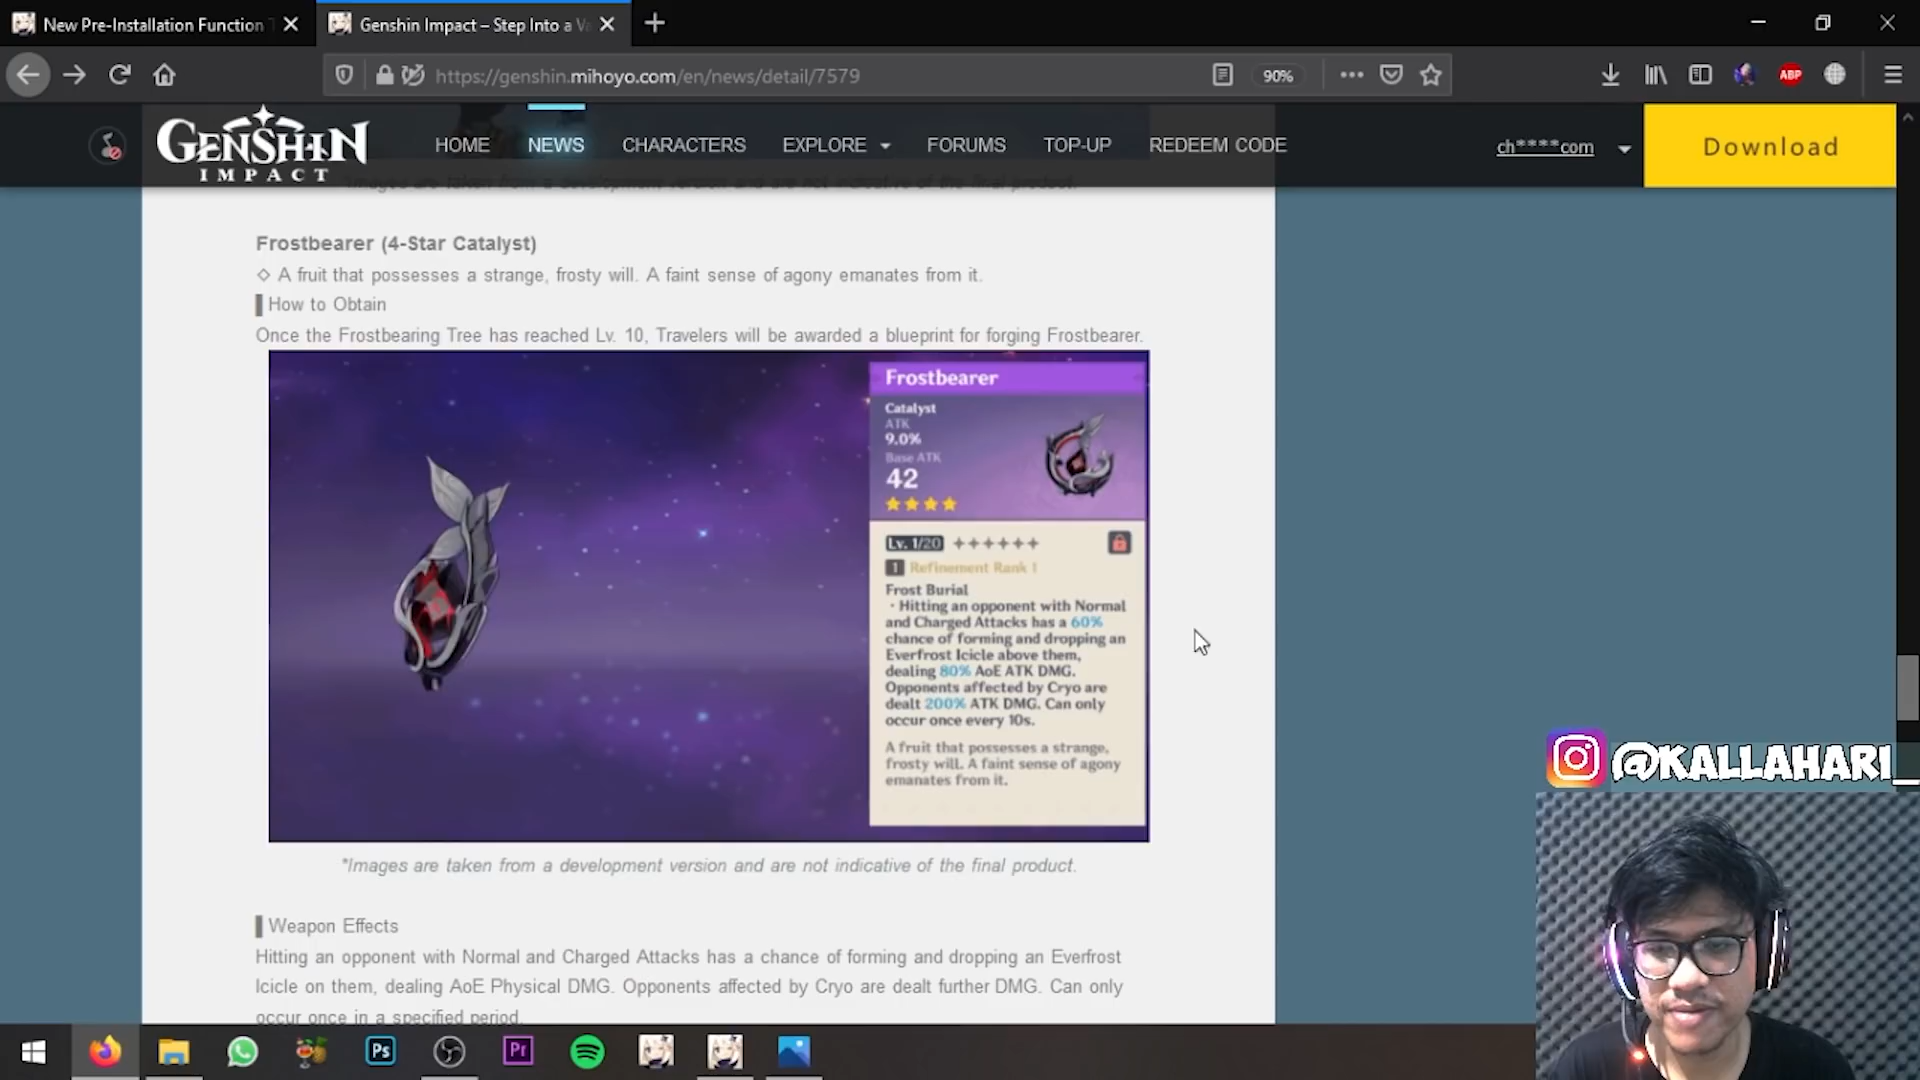 New Pre-Installation Function
Genshin Impact – Step Into a Va
https://genshin.mihoyo.com/en/news/detail/7579
90%
ABP
GENSHIN
IMPACT
HOME
NEWS
CHARACTERS
EXPLORE
FORUMS
TOP-UP
REDEEM CODE
ch****com
Download
*Images are taken from a development version and are not indicative of the final product.
Frostbearer (4-Star Catalyst)
◇ A fruit that possesses a strange, frosty will. A faint sense of agony emanates from it.
How to Obtain
Once the Frostbearing Tree has reached Lv. 10, Travelers will be awarded a blueprint for forging Frostbearer.
Frostbearer
Catalyst
ATK
9.0%
Base ATK
42
Lv. 1/20
1 Refinement Rank 1
Frost Burial
· Hitting an opponent with Normal
and Charged Attacks has a 60%
chance of forming and dropping an
Everfrost Icicle above them,
dealing 80% AoE ATK DMG.
Opponents affected by Cryo are
dealt 200% ATK DMG. Can only
occur once every 10s.
A fruit that possesses a strange,
frosty will. A faint sense of agony
emanates from it.
*Images are taken from a development version and are not indicative of the final product.
Weapon Effects
Hitting an opponent with Normal and Charged Attacks has a chance of forming and dropping an Everfrost
Icicle on them, dealing AoE Physical DMG. Opponents affected by Cryo are dealt further DMG. Can only
occur once in a specified period.
@KALLAHARI_
Ps
Pr